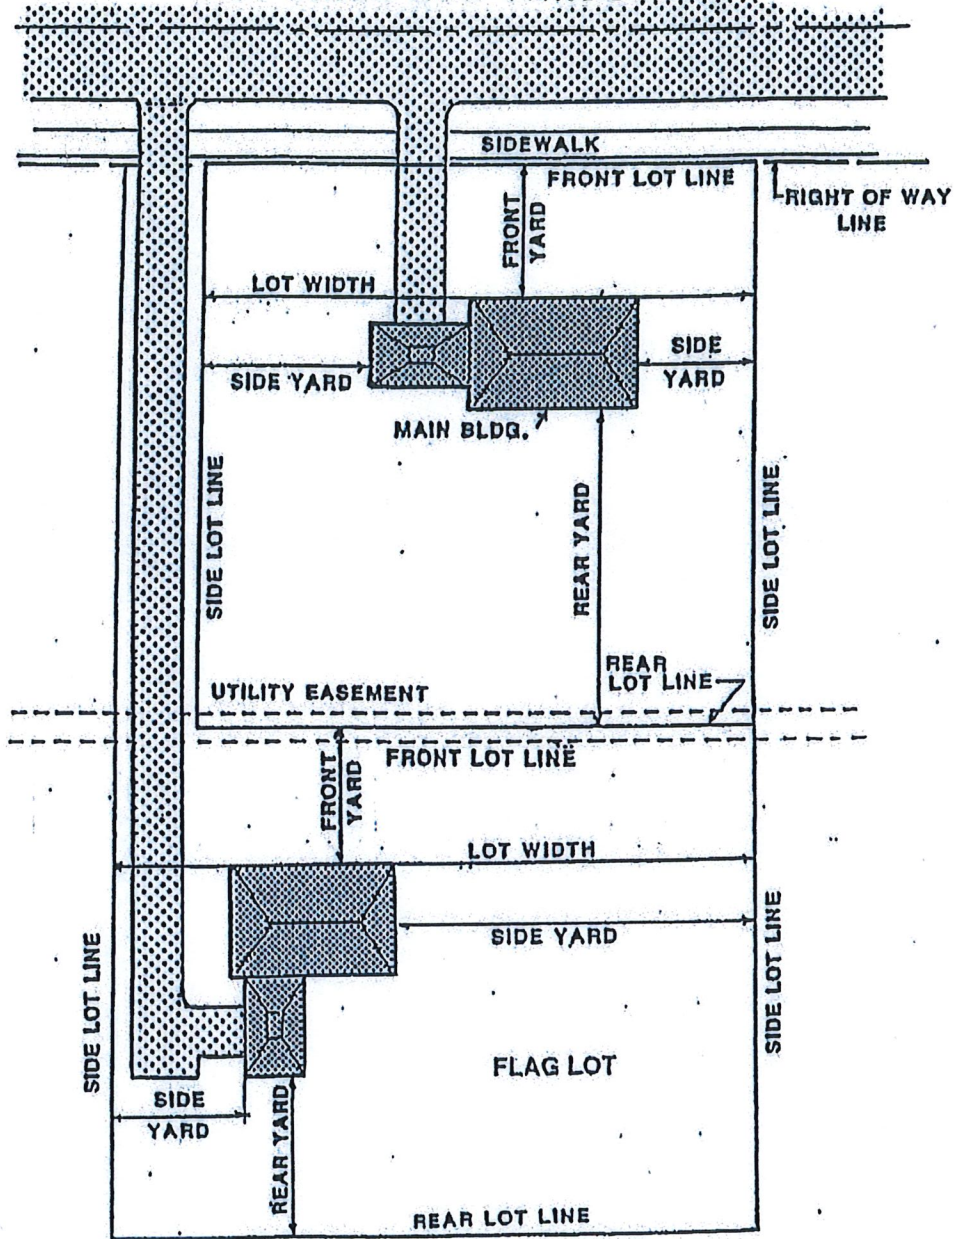 SIDEWALK
FRONT LOT LINE
RIGHT OF WAY
LINE
FRONT
YARD
LOT WIDTH
SIDE YARD
SIDE
YARD
MAIN BLDG.
SIDE LOT LINE
REAR YARD
SIDE LOT LINE
REAR
LOT LINE
UTILITY EASEMENT
FRONT LOT LINE
FRONT
YARD
LOT WIDTH
SIDE YARD
SIDE LOT LINE
SIDE LOT LINE
FLAG LOT
SIDE
YARD
REAR YARD
REAR LOT LINE